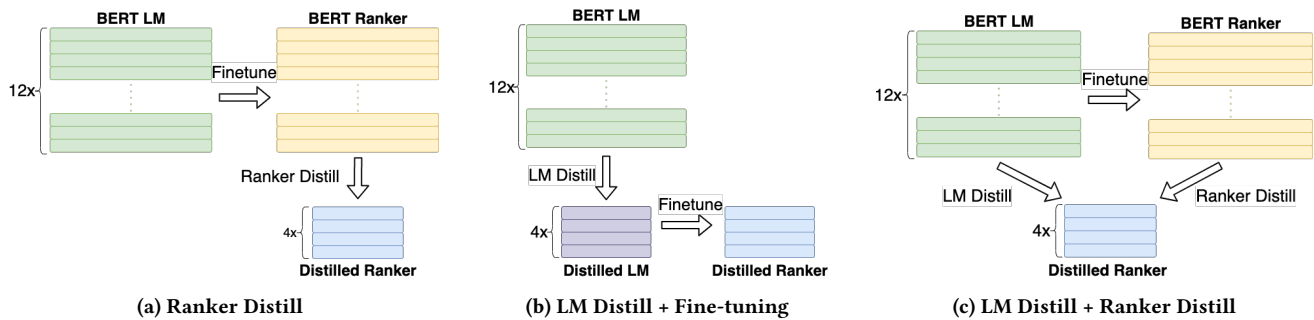 BERT LM
BERT Ranker
12x
Finetune
Ranker Distill
4x
Distilled Ranker
(a) Ranker Distill
BERT LM
12x
LM Distill
Finetune
4x
Distilled LM
Distilled Ranker
(b) LM Distill + Fine-tuning
BERT LM
BERT Ranker
12x
Finetune
LM Distill
Ranker Distill
4x
Distilled Ranker
(c) LM Distill + Ranker Distill